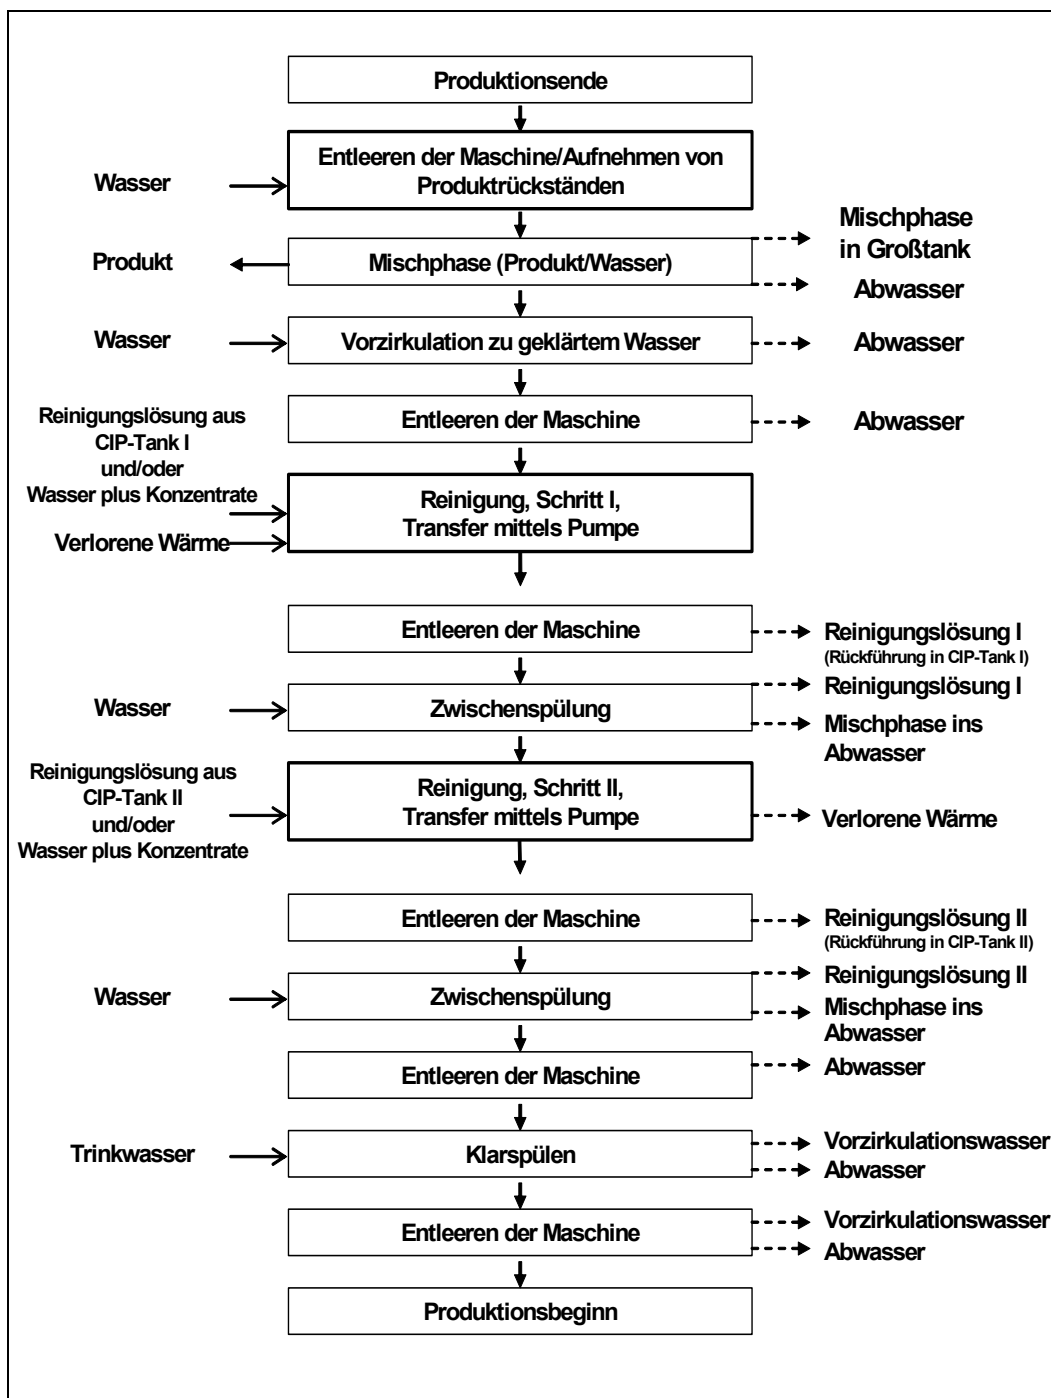 Produktionsende
Entleeren der Maschine/Aufnehmen von
Produktrückständen
Wasser
Mischphase
in Großtank
Produkt
Mischphase (Produkt/Wasser)
Abwasser
Wasser
Vorzirkulation zu geklärtem Wasser
Abwasser
Reinigungslösung aus
CIP-Tank I
und/oder
Wasser plus Konzentrate
Entleeren der Maschine
Abwasser
Verlorene Wärme
Reinigung, Schritt I,
Transfer mittels Pumpe
Entleeren der Maschine
Reinigungslösung I
(Rückführung in CIP-Tank I)
Wasser
Zwischenspülung
Reinigungslösung I
Mischphase ins
Abwasser
Reinigungslösung aus
CIP-Tank II
und/oder
Wasser plus Konzentrate
Reinigung, Schritt II,
Transfer mittels Pumpe
Verlorene Wärme
Entleeren der Maschine
Reinigungslösung II
(Rückführung in CIP-Tank II)
Wasser
Zwischenspülung
Reinigungslösung II
Mischphase ins
Abwasser
Entleeren der Maschine
Abwasser
Trinkwasser
Klarspülen
Vorzirkulationswasser
Abwasser
Entleeren der Maschine
Vorzirkulationswasser
Abwasser
Produktionsbeginn